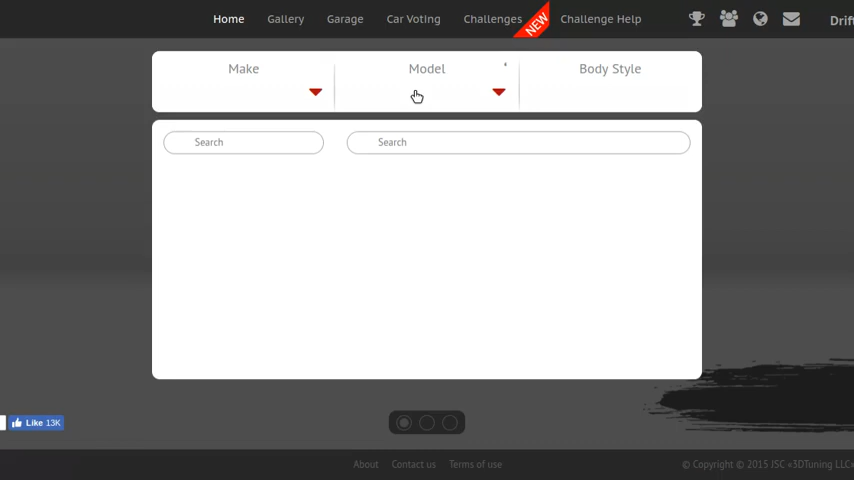 Home Gallery Garage Car Voting Challenges NEW Challenge Help Drif
Make Model Body Style
Search Search
Like 13K
About Contact us Terms of use © Copyright © 2015 JSC «3DTuning LLC»